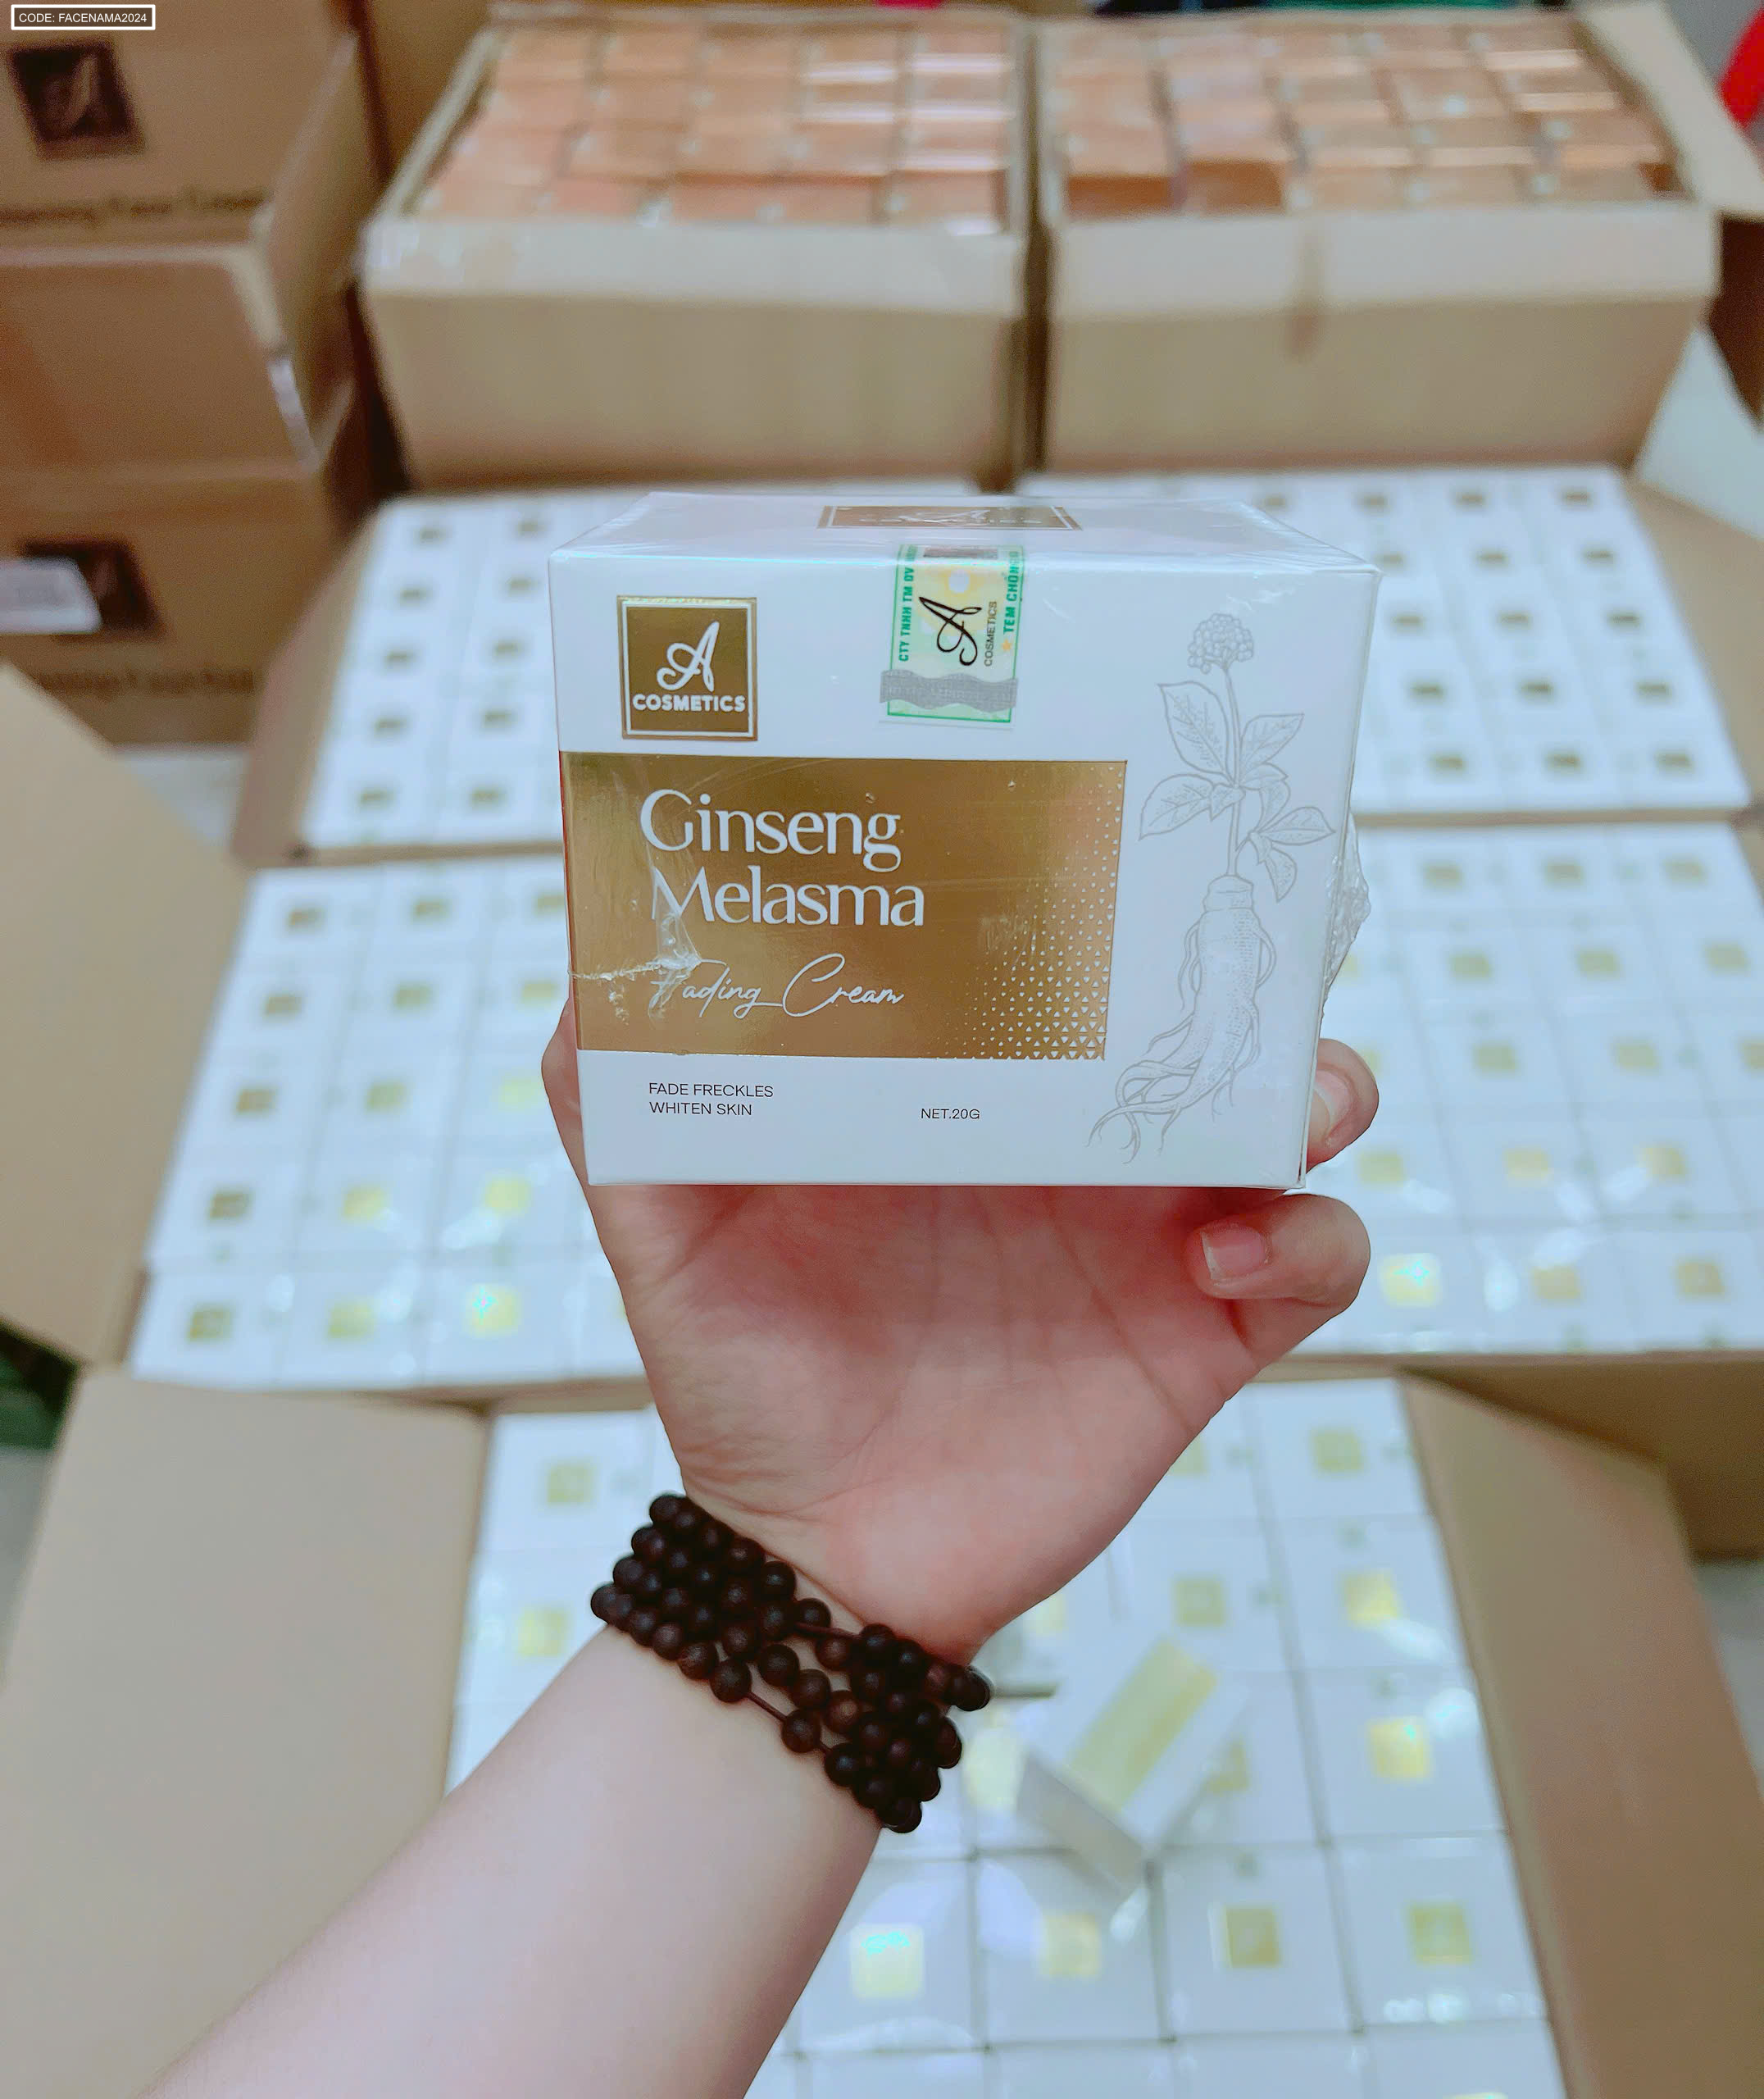 CODE: FACENAMA2024
A
COSMETICS
CTY TNHH TM DV
A
COSMETICS
TEM CHỐNG
Ginseng
Melasma
Fading Cream
FADE FRECKLES
WHITEN SKIN
NET.20G